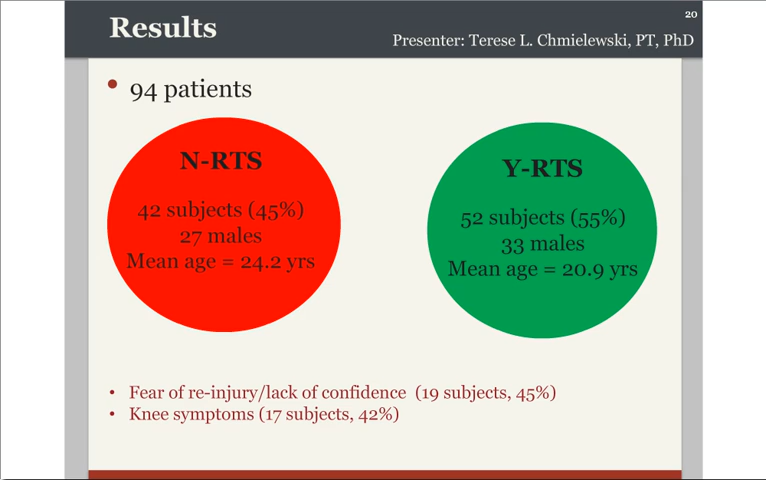 20
Results
Presenter: Terese L. Chmielewski, PT, PhD
• 94 patients
N-RTS
42 subjects (45%)
27 males
Mean age = 24.2 yrs
Y-RTS
52 subjects (55%)
33 males
Mean age = 20.9 yrs
• Fear of re-injury/lack of confidence (19 subjects, 45%)
• Knee symptoms (17 subjects, 42%)